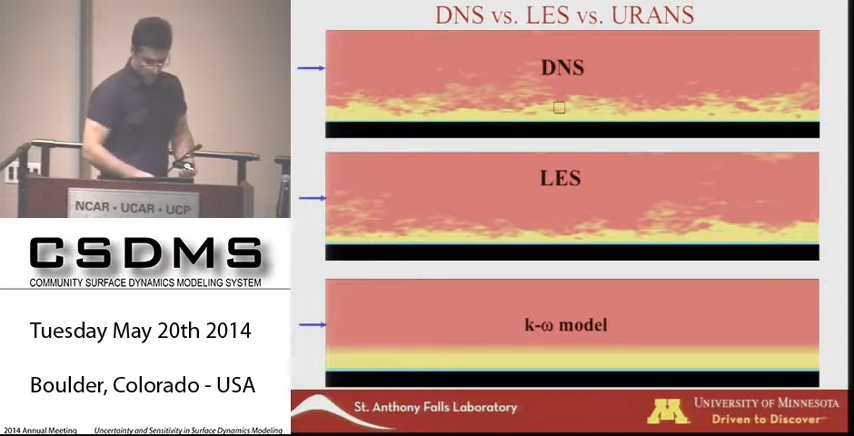 DNS vs. LES vs. URANS
DNS
LES
k-ω model
NCAR · UCAR · UCP
CSDMS
COMMUNITY SURFACE DYNAMICS MODELING SYSTEM
Tuesday May 20th 2014
Boulder, Colorado - USA
2014 Annual Meeting
Uncertainty and Sensitivity in Surface Dynamics Modeling
St. Anthony Falls Laboratory
M
UNIVERSITY OF MINNESOTA
Driven to Discover